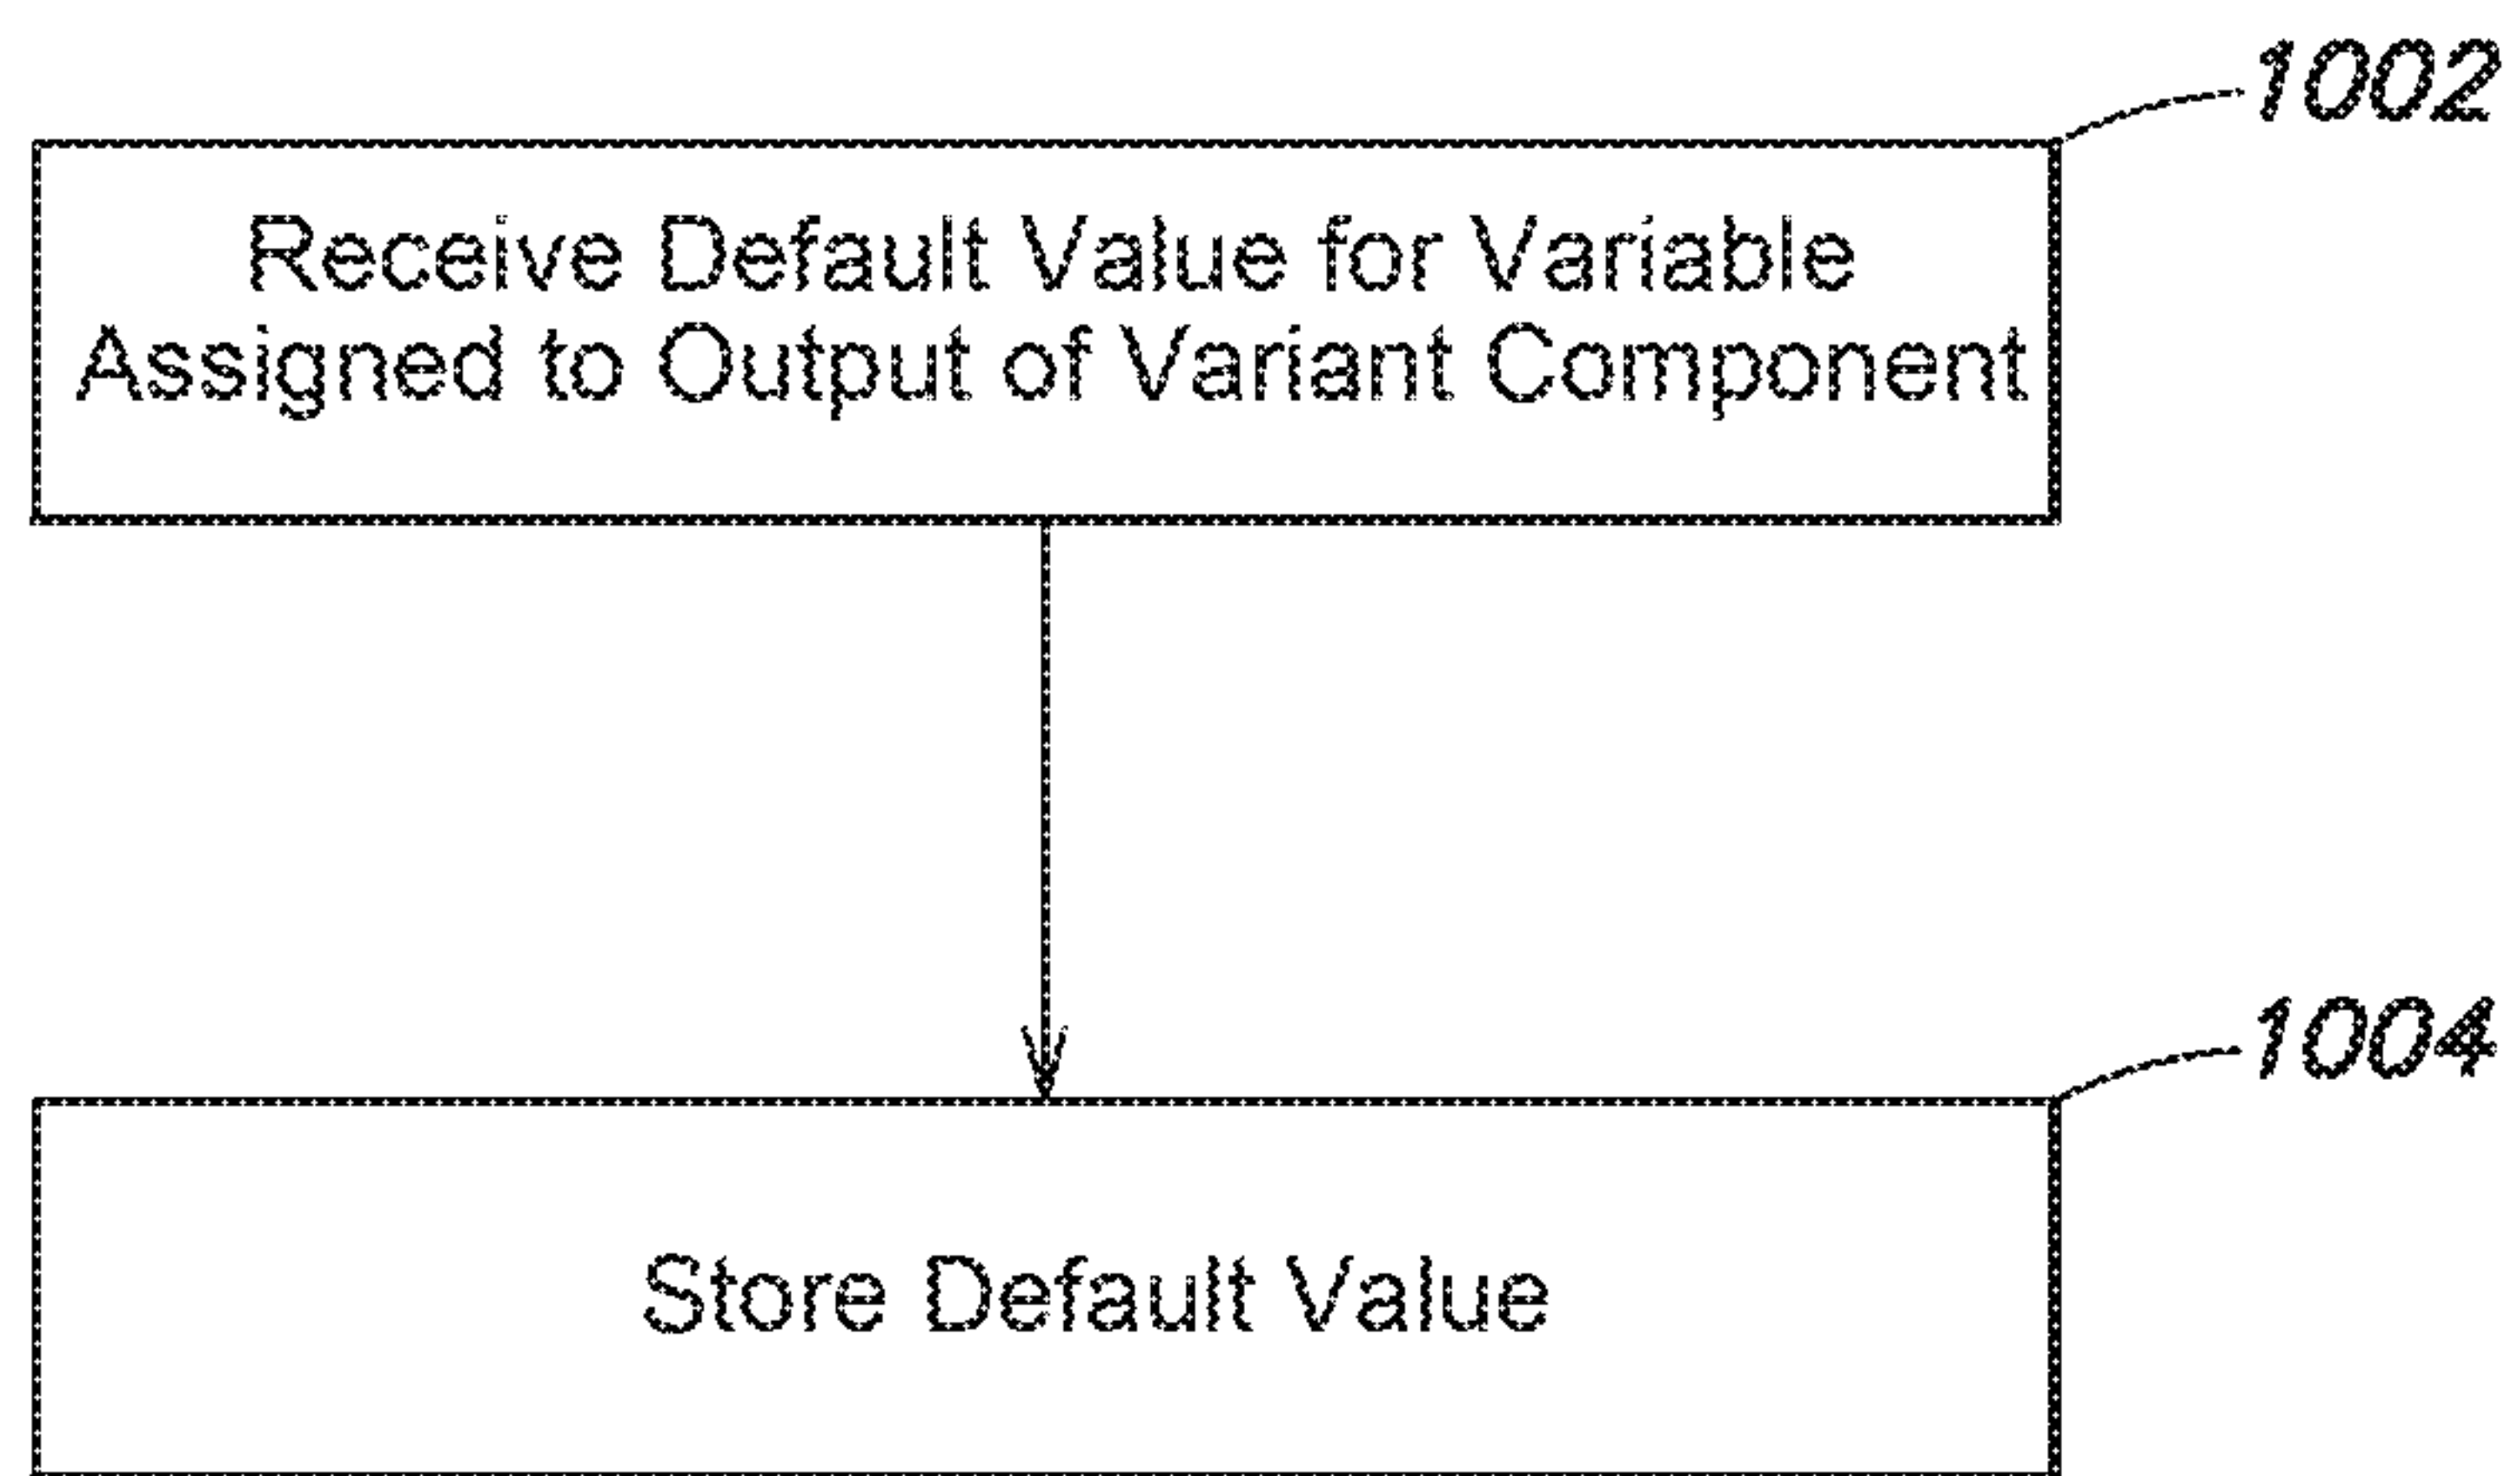 1002
Receive Default Value for Variable
Assigned to Output of Variant Component
1004
Store Default Value